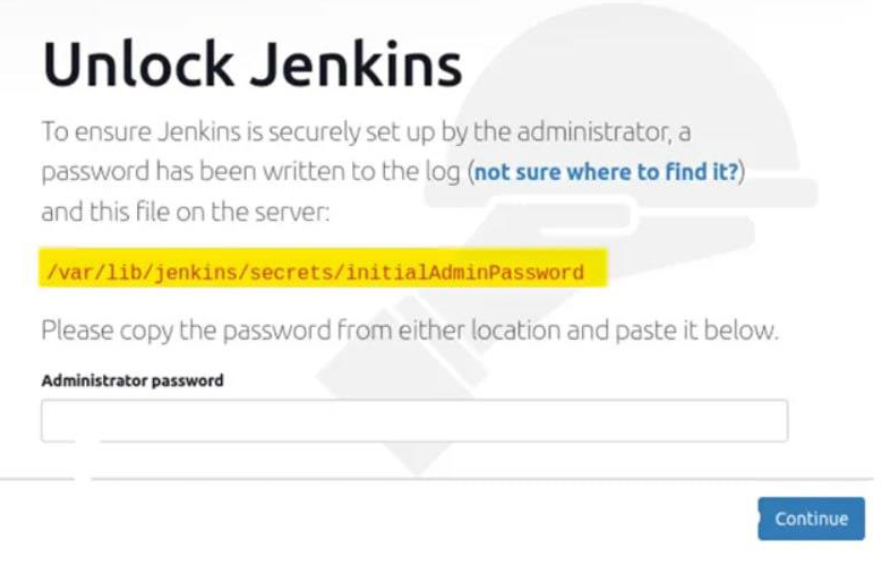 Unlock Jenkins
To ensure Jenkins is securely set up by the administrator, a
password has been written to the log (not sure where to find it?)
and this file on the server:
/var/lib/jenkins/secrets/initialAdminPassword
Please copy the password from either location and paste it below.
Administrator password
Continue